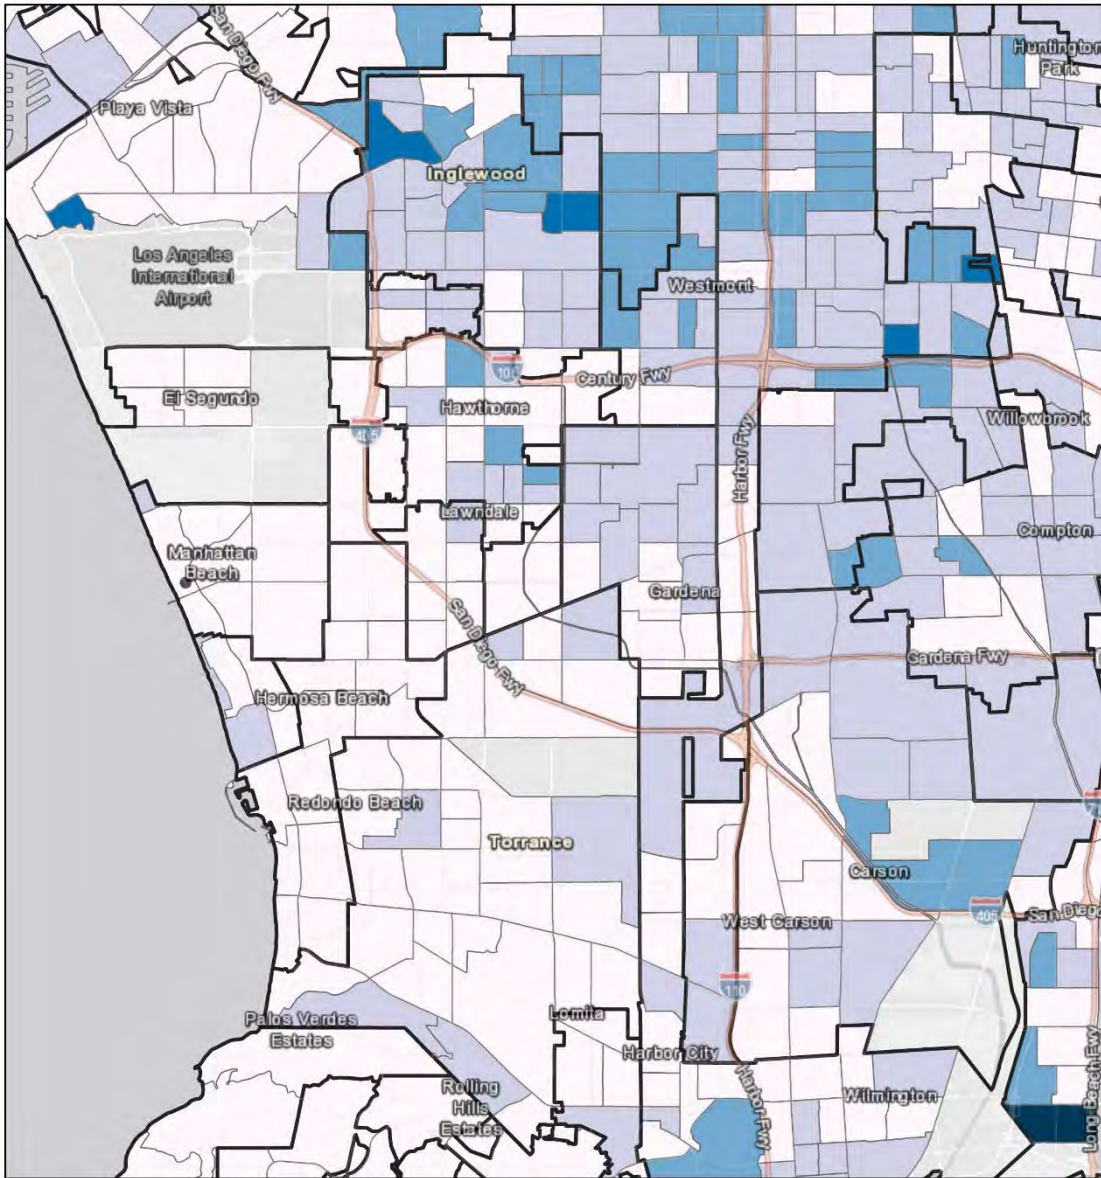 San Diego Fwy
Huntington
Park
Playa Vista
Inglewood
Los Angeles
International
Airport
Westmont
El Segundo
Century Fwy
Hawthorne
405
Harbor Fwy
Willowbrook
Lawndale
Compton
Manhattan
Beach
Gardena
San Diego Fwy
Gardena Fwy
Hermosa Beach
Redondo Beach
Torrance
Carson
405
San Diego
West Carson
110
Palos Verdes
Estates
Lomita
Harbor City
Rolling
Hills
Estates
Harbor Fwy
Wilmington
Long Beach Fwy